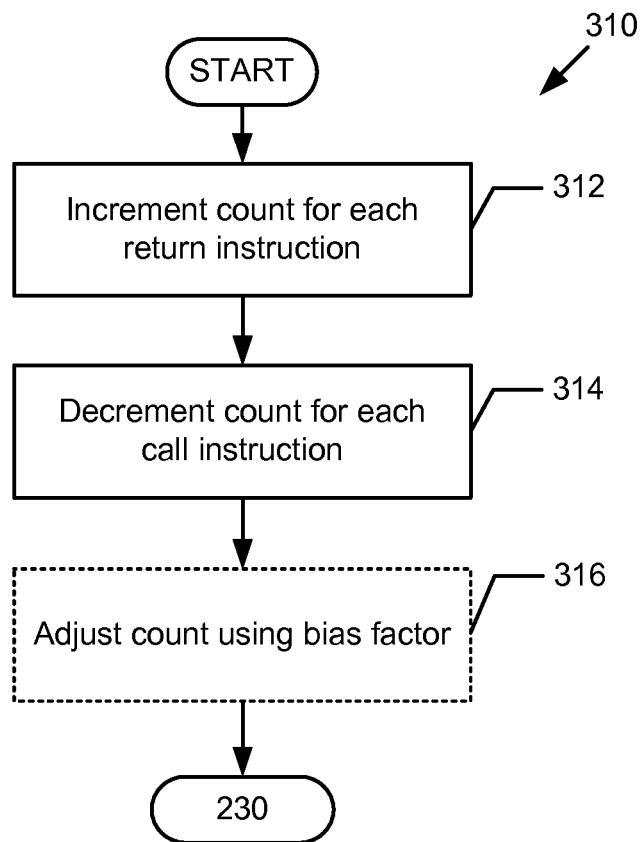 310
START
Increment count for each
return instruction
312
Decrement count for each
call instruction
314
Adjust count using bias factor
316
230